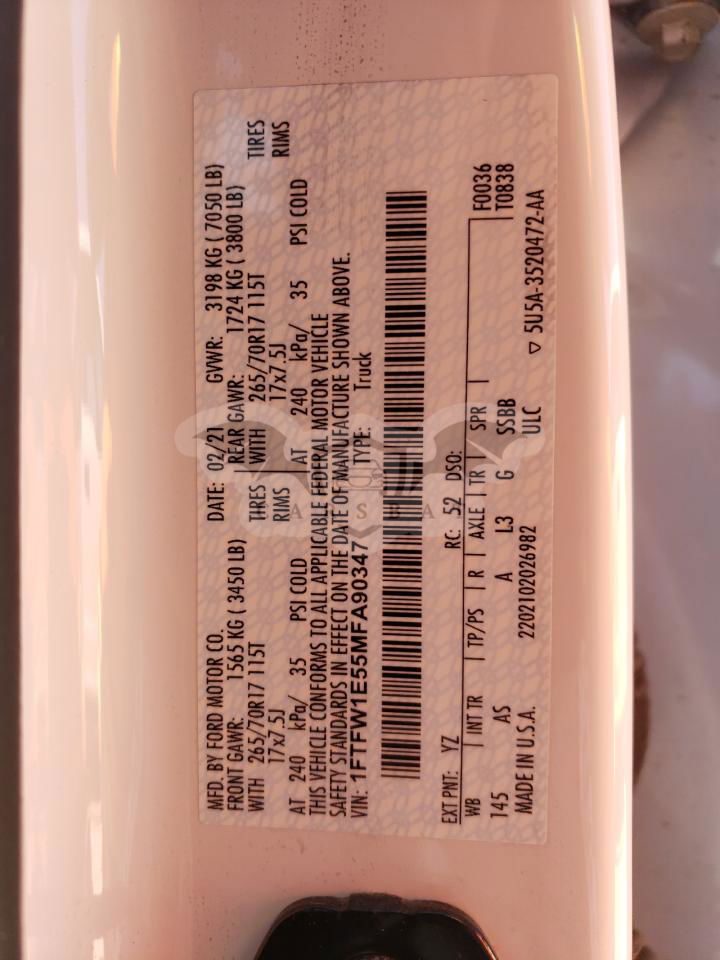 MFD. BY FORD MOTOR CO. DATE: 02/21 GVWR: 3198 KG ( 7050 LB)
FRONT GAWR: 1565 KG ( 3450 LB) REAR GAWR: 1724 KG ( 3800 LB)
WITH 265/70R17 115T TIRES WITH 265/70R17 115T TIRES
17x7.5J RIMS 17x7.5J RIMS
AT 240 kPa/ 35 PSI COLD AT 240 kPa/ 35 PSI COLD
THIS VEHICLE CONFORMS TO ALL APPLICABLE FEDERAL MOTOR VEHICLE
SAFETY STANDARDS IN EFFECT ON THE DATE OF MANUFACTURE SHOWN ABOVE.
VIN: 1FTFW1E55MFA90347 TYPE: Truck
EXT PNT: YZ RC: 52 DSO:
WB INT TR TP/PS R AXLE TR SPR F0036
145 AS A L3 G SSBB T0838
MADE IN U.S.A. 2202102026982 ULC ▽ 5U5A-3520472-AA